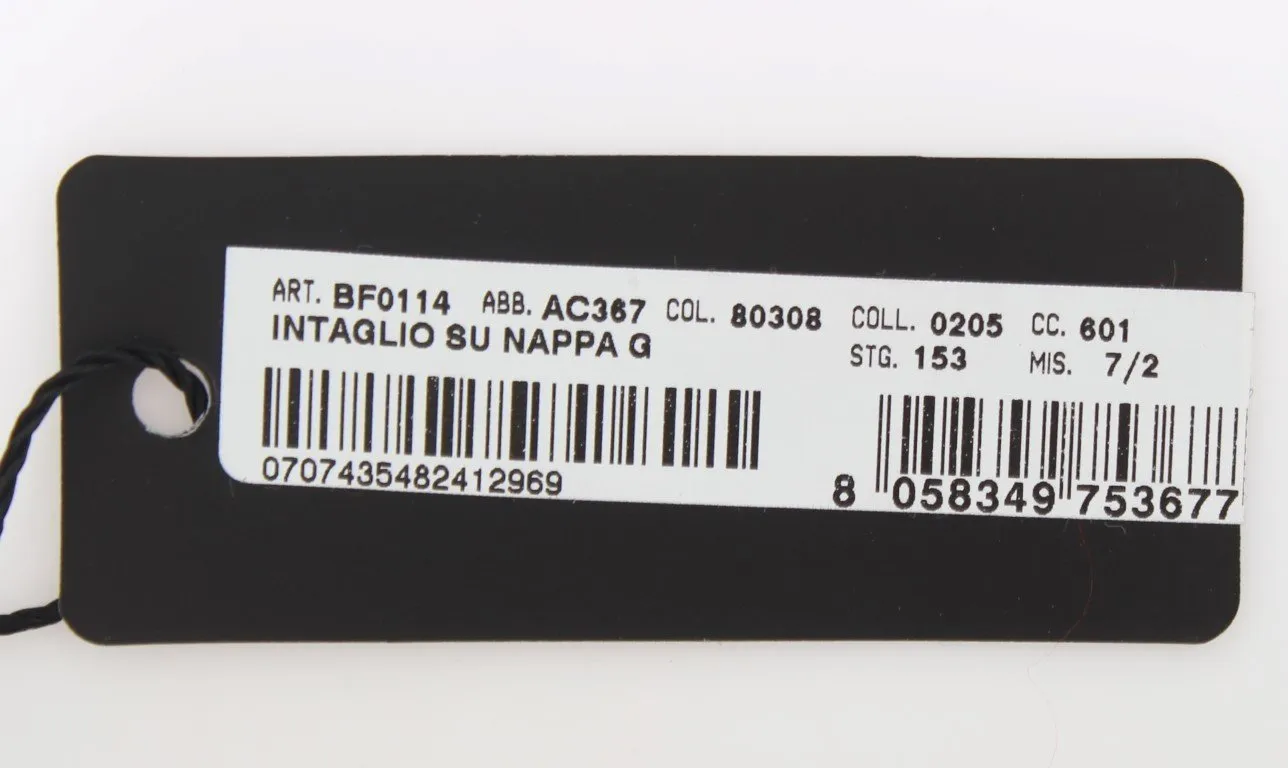 ART. BF0114 ABB. AC367 COL. 80308 COLL. 0205 CC. 601
INTAGLIO SU NAPPA G STG. 153 MIS. 7/2
0707435482412969
8 058349 753677